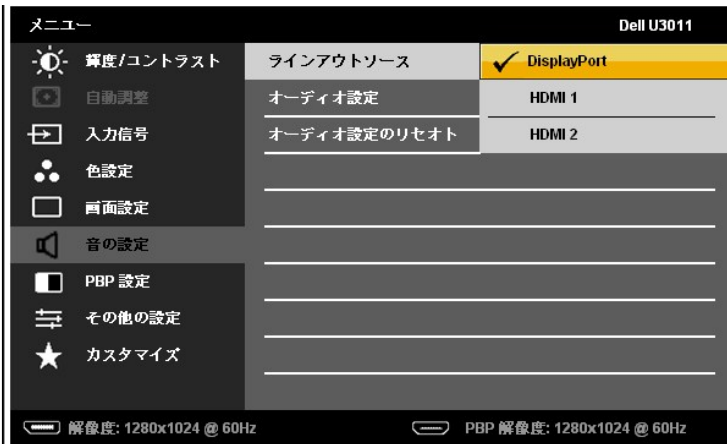 メニュー Dell U3011
輝度/コントラスト ラインアウトソース DisplayPort
自動調整 オーディオ設定 HDMI 1
入力信号 オーディオ設定のリセオト HDMI 2
色設定
画面設定
音の設定
PBP 設定
その他の設定
カスタマイズ
解像度: 1280x1024 @ 60Hz PBP 解像度: 1280x1024 @ 60Hz